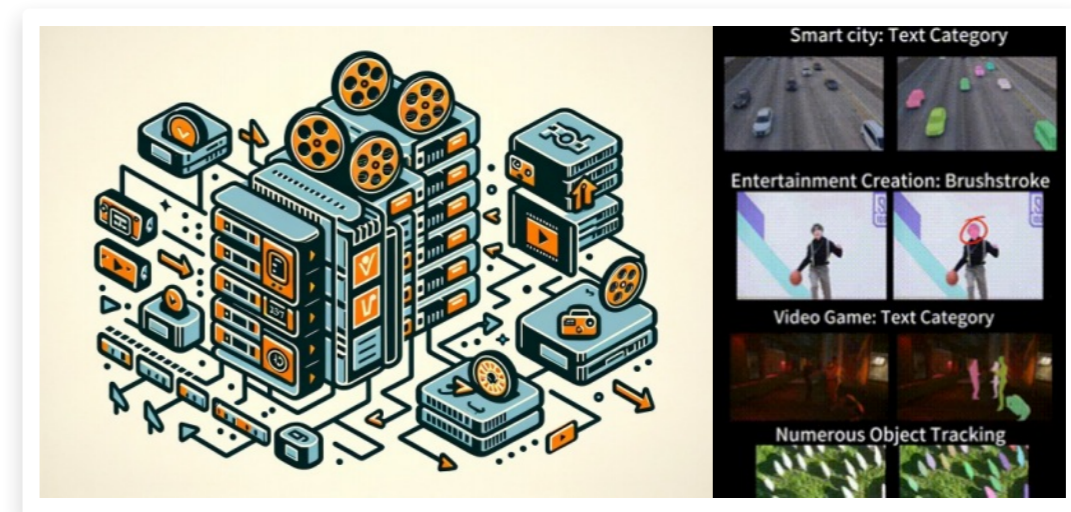 Smart city: Text Category
Entertainment Creation: Brushstroke
Video Game: Text Category
Numerous Object Tracking